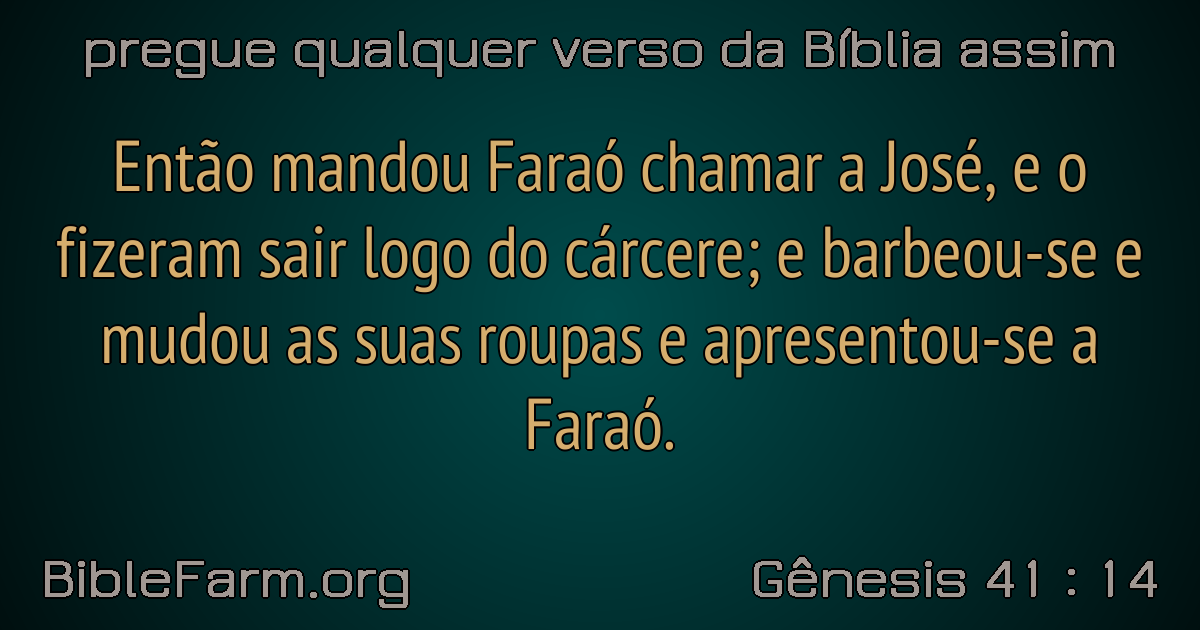 pregue qualquer verso da Bíblia assim
Então mandou Faraó chamar a José, e o
fizeram sair logo do cárcere; e barbeou-se e
mudou as suas roupas e apresentou-se a
Faraó.
BibleFarm.org
Gênesis 41 : 14